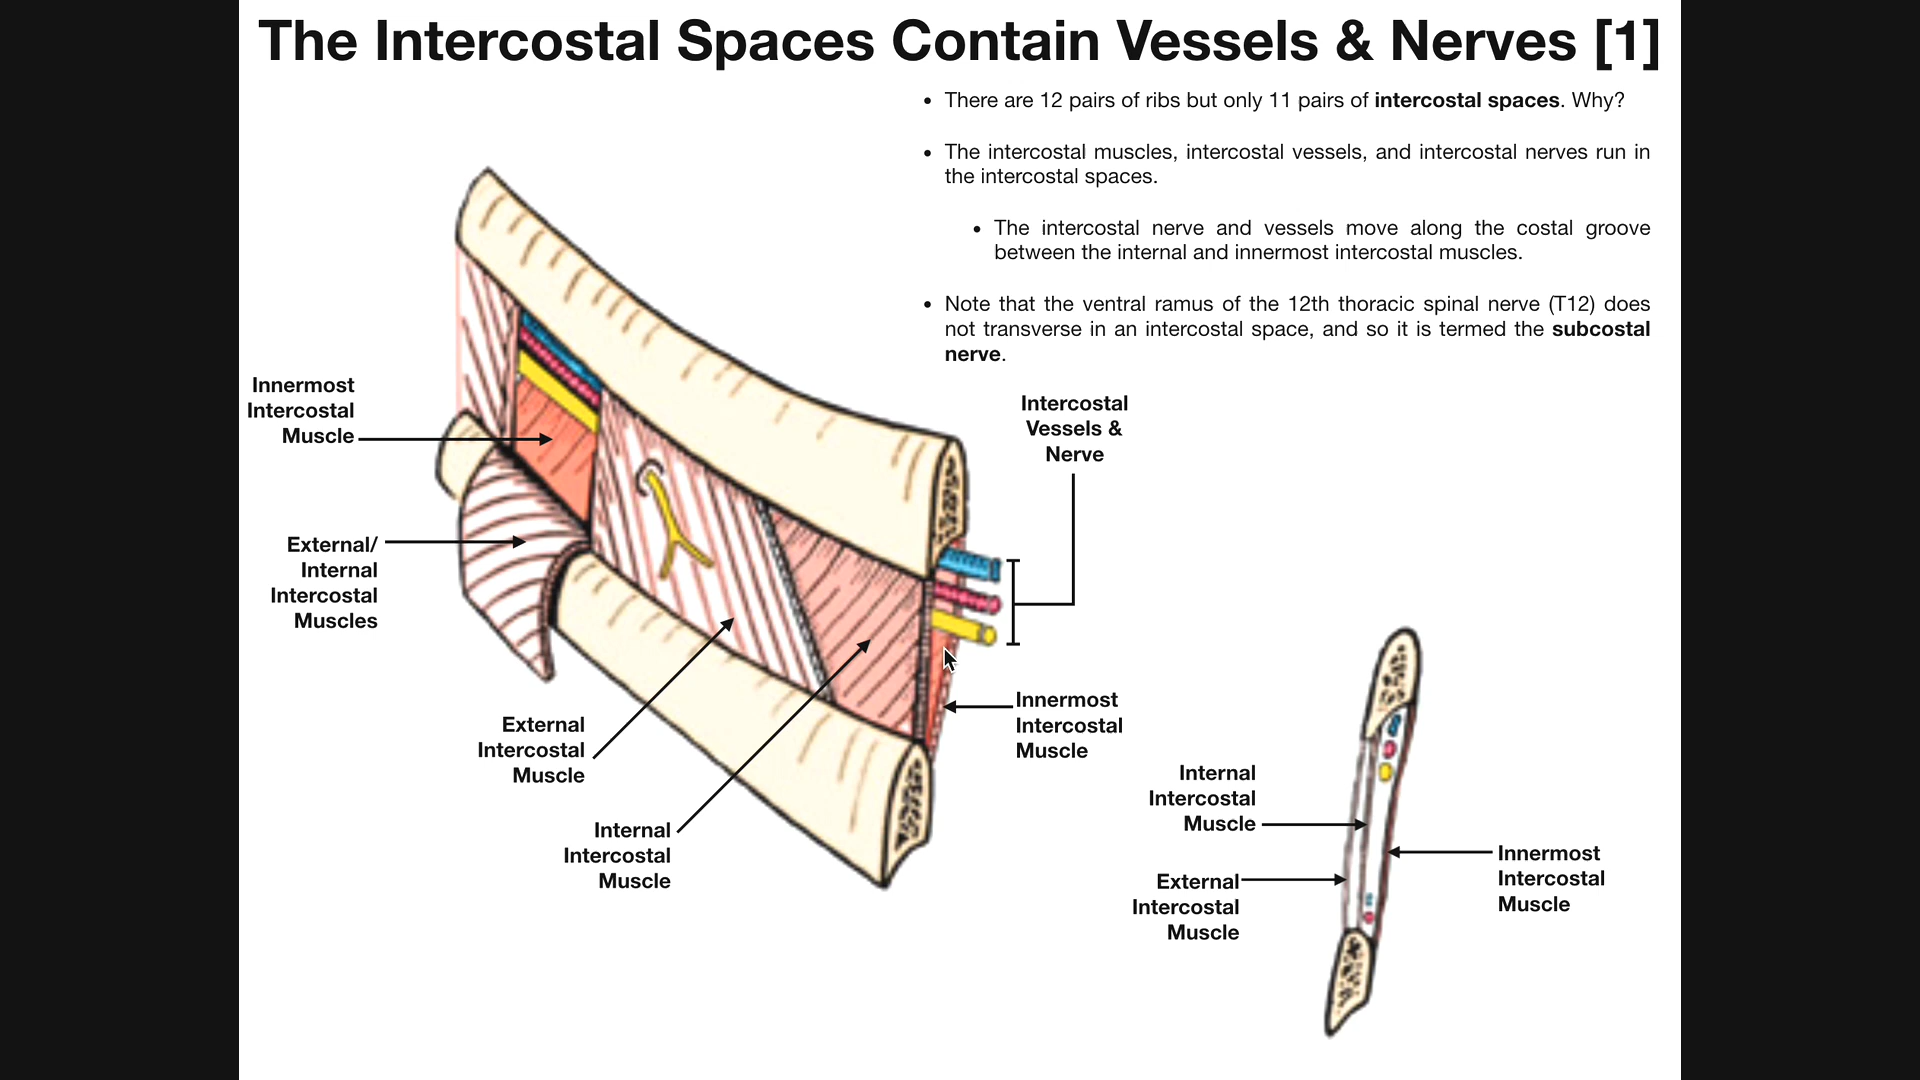 The Intercostal Spaces Contain Vessels & Nerves [1]
• There are 12 pairs of ribs but only 11 pairs of intercostal spaces. Why?
• The intercostal muscles, intercostal vessels, and intercostal nerves run in
the intercostal spaces.
• The intercostal nerve and vessels move along the costal groove
between the internal and innermost intercostal muscles.
• Note that the ventral ramus of the 12th thoracic spinal nerve (T12) does
not transverse in an intercostal space, and so it is termed the subcostal
nerve.
Innermost
Intercostal
Muscle
External/
Internal
Intercostal
Muscles
External
Intercostal
Muscle
Internal
Intercostal
Muscle
Intercostal
Vessels &
Nerve
Innermost
Intercostal
Muscle
Internal
Intercostal
Muscle
External
Intercostal
Muscle
Innermost
Intercostal
Muscle